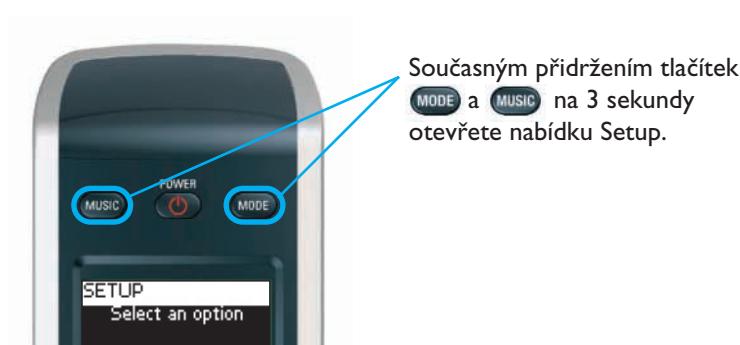 Současným přidržením tlačítek
MODE a MUSIC na 3 sekundy
otevřete nabídku Setup.
POWER
MUSIC MODE
SETUP
Select an option